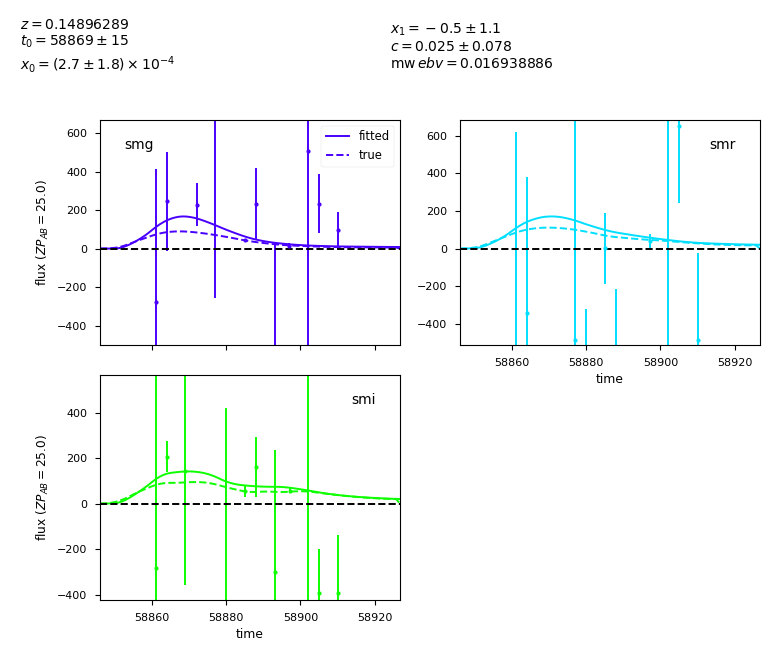 z = 0.14896289
t₀ = 58869 ± 15
x₀ = (2.7 ± 1.8) × 10⁻⁴
x₁ = −0.5 ± 1.1
c = 0.025 ± 0.078
mw ebv = 0.016938886
600
400
200
0
−200
−400
flux (ZP_AB = 25.0)
smg
fitted
true
600
400
200
0
−200
−400
smr
58860
58880
58900
58920
time
400
200
0
−200
−400
flux (ZP_AB = 25.0)
smi
58860
58880
58900
58920
time